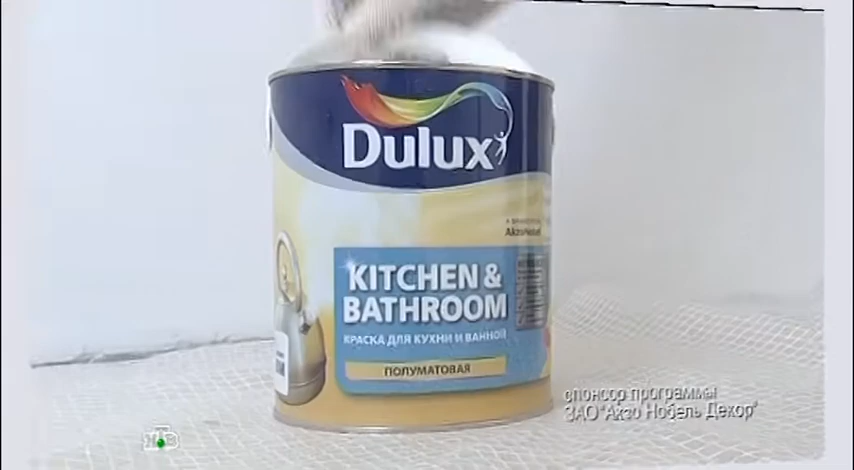 Dulux
AkzoNobel
KITCHEN &
BATHROOM
КРАСКА ДЛЯ КУХНИ И ВАННОЙ
ПОЛУМАТОВАЯ
спонсор программы
ЗАО "Акзо Нобель Декор"
НТВ